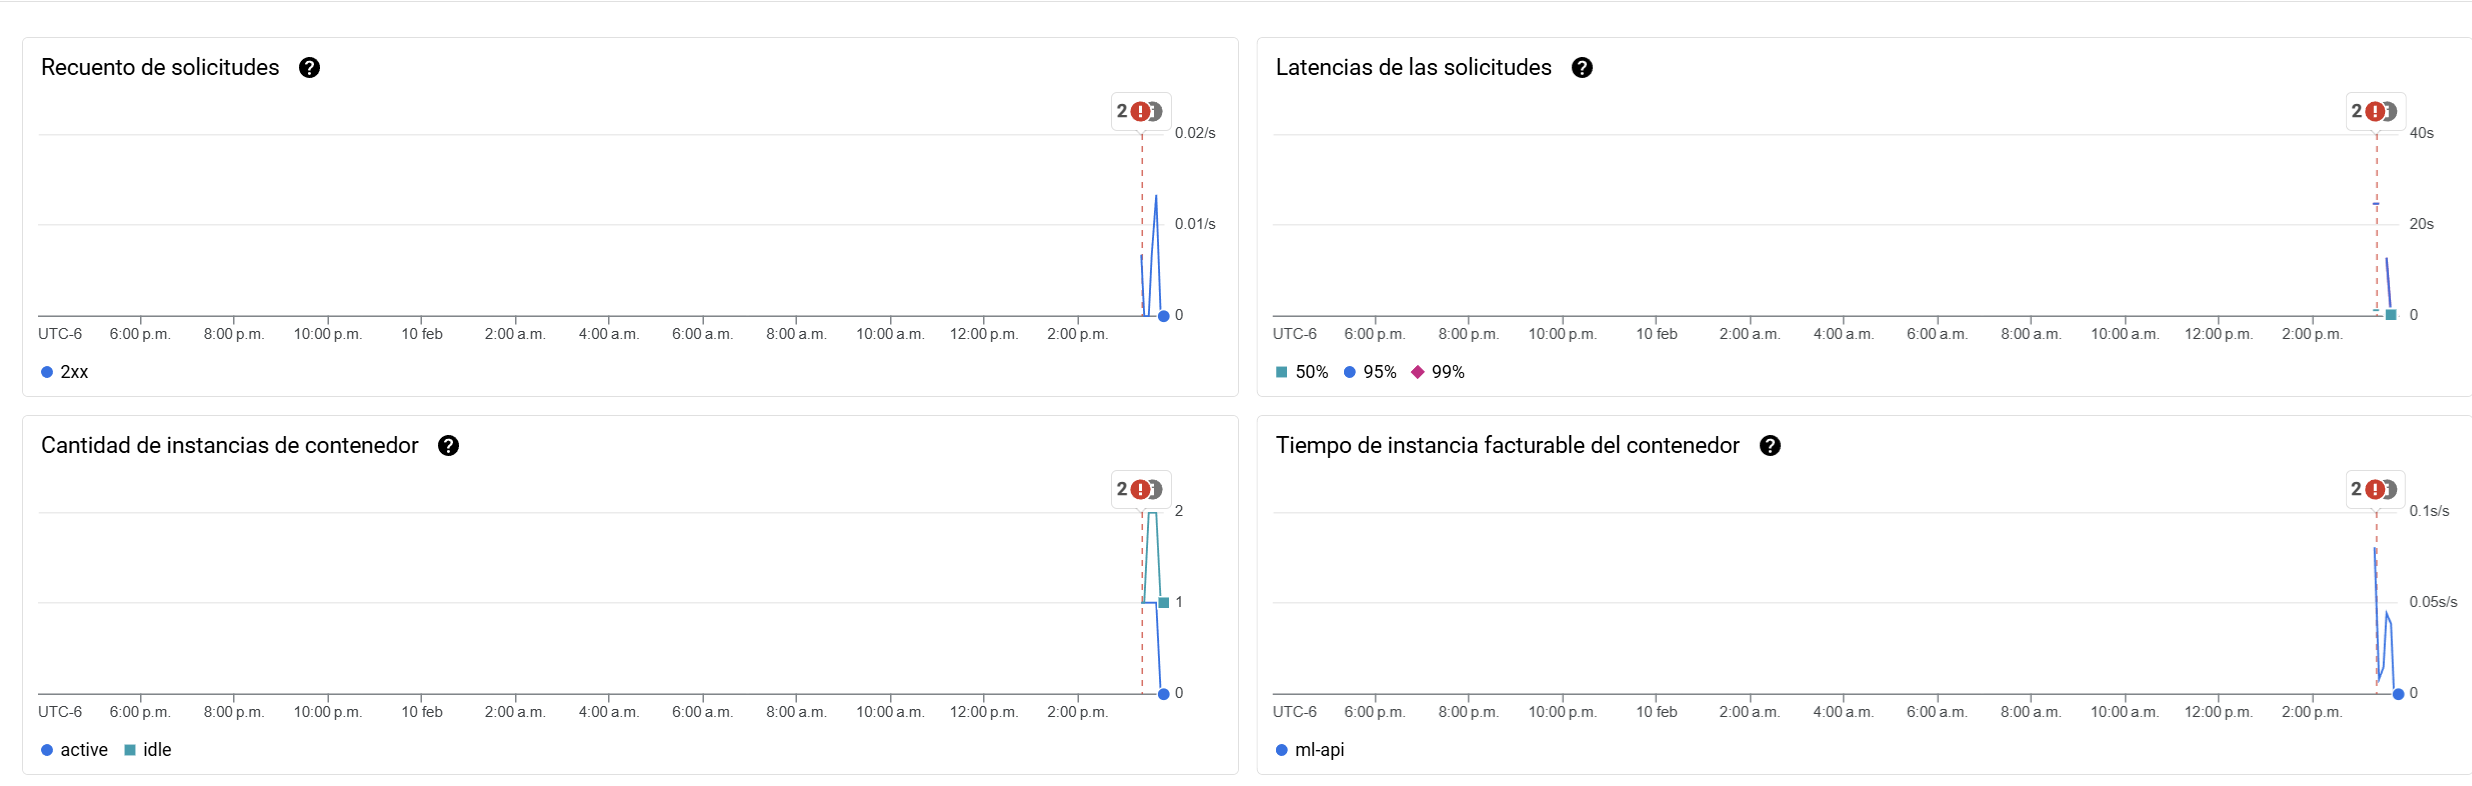 Recuento de solicitudes ?
2 ! i
0.02/s
0.01/s
0
UTC-6 6:00 p.m. 8:00 p.m. 10:00 p.m. 10 feb 2:00 a.m. 4:00 a.m. 6:00 a.m. 8:00 a.m. 10:00 a.m. 12:00 p.m. 2:00 p.m.
2xx
Latencias de las solicitudes ?
2 ! i
40s
20s
0
UTC-6 6:00 p.m. 8:00 p.m. 10:00 p.m. 10 feb 2:00 a.m. 4:00 a.m. 6:00 a.m. 8:00 a.m. 10:00 a.m. 12:00 p.m. 2:00 p.m.
50% 95% 99%
Cantidad de instancias de contenedor ?
2 ! i
2
1
0
UTC-6 6:00 p.m. 8:00 p.m. 10:00 p.m. 10 feb 2:00 a.m. 4:00 a.m. 6:00 a.m. 8:00 a.m. 10:00 a.m. 12:00 p.m. 2:00 p.m.
active idle
Tiempo de instancia facturable del contenedor ?
2 ! i
0.1s/s
0.05s/s
0
UTC-6 6:00 p.m. 8:00 p.m. 10:00 p.m. 10 feb 2:00 a.m. 4:00 a.m. 6:00 a.m. 8:00 a.m. 10:00 a.m. 12:00 p.m. 2:00 p.m.
ml-api